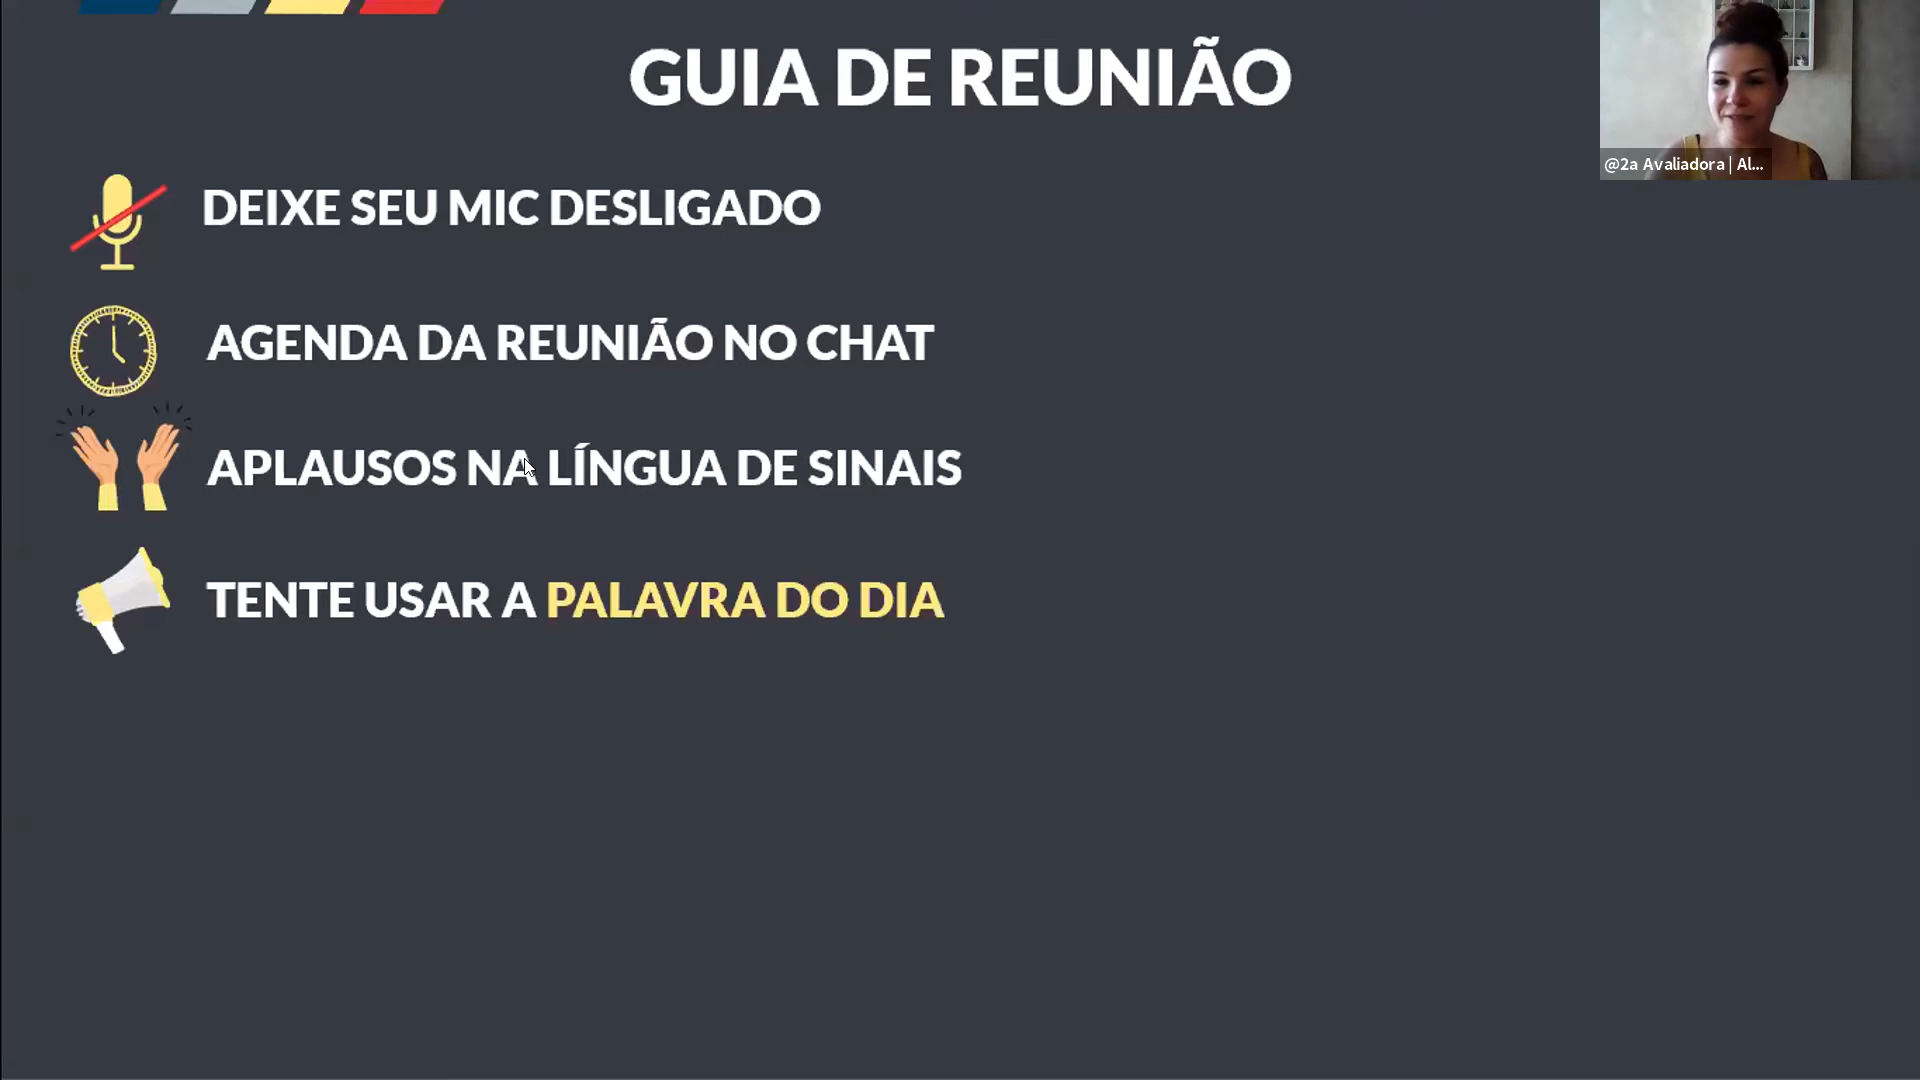 GUIA DE REUNIÃO
@2a Avaliadora | Al...
DEIXE SEU MIC DESLIGADO
AGENDA DA REUNIÃO NO CHAT
APLAUSOS NA LÍNGUA DE SINAIS
TENTE USAR A PALAVRA DO DIA